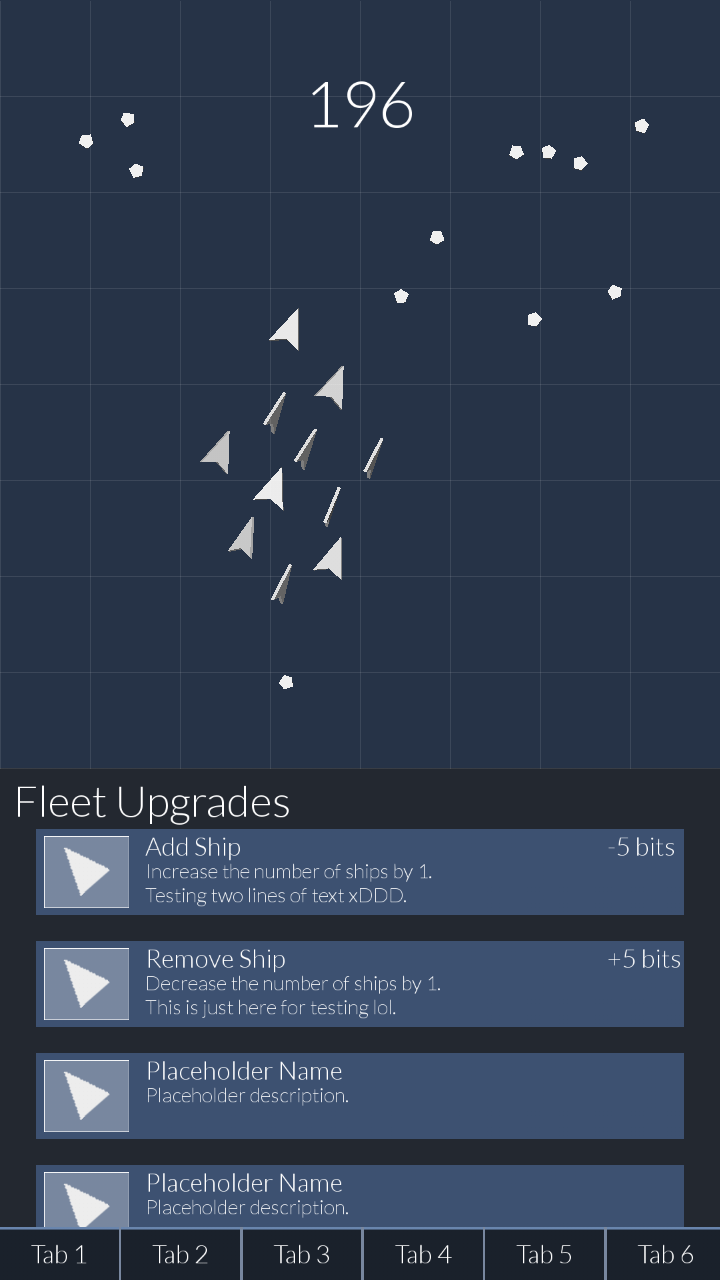 196
Fleet Upgrades
Add Ship
-5 bits
Increase the number of ships by 1.
Testing two lines of text xDDD.
Remove Ship
+5 bits
Decrease the number of ships by 1.
This is just here for testing lol.
Placeholder Name
Placeholder description.
Placeholder Name
Placeholder description.
Tab 1 Tab 2 Tab 3 Tab 4 Tab 5 Tab 6